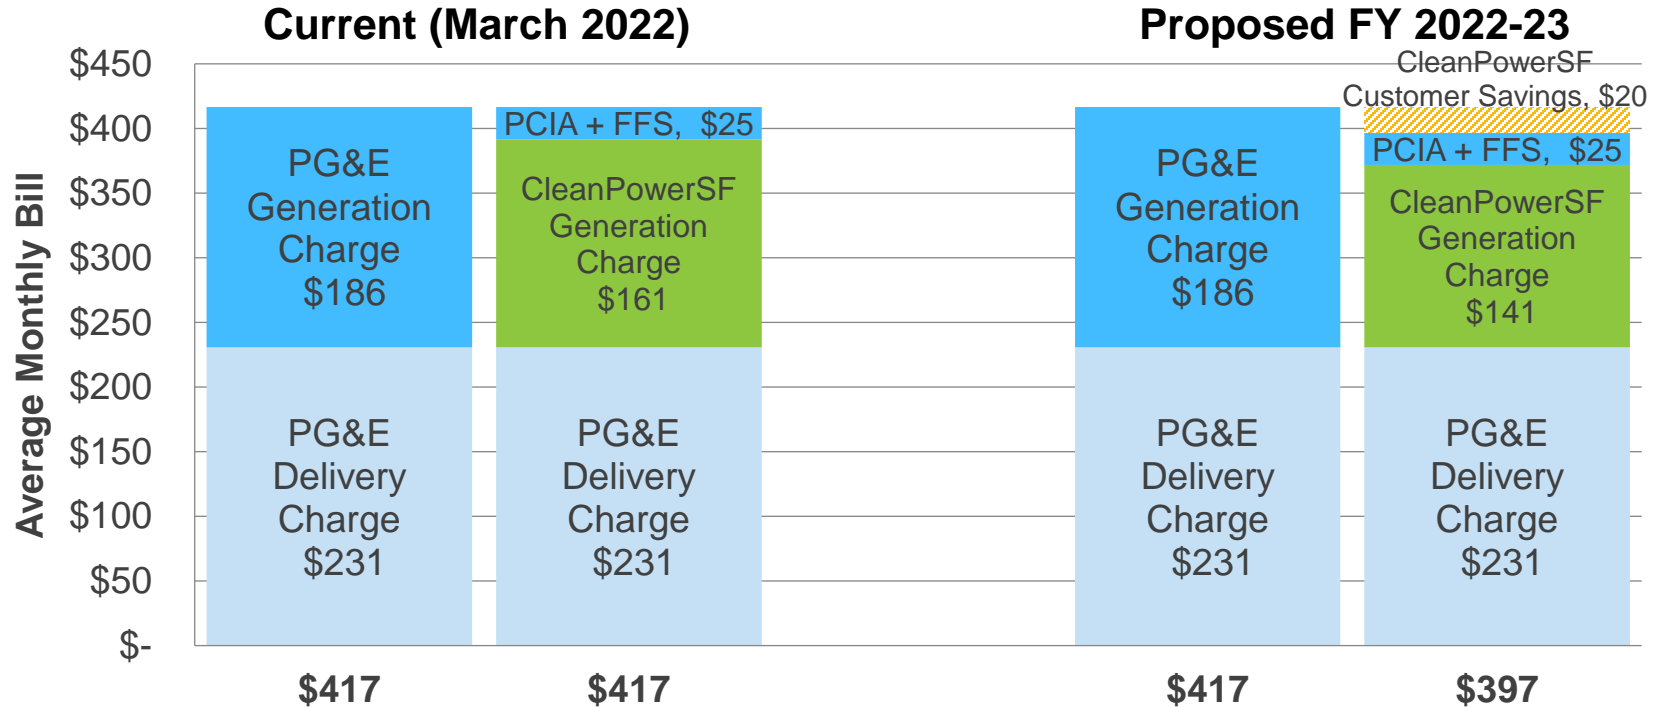 Current (March 2022)
Proposed FY 2022-23
Average Monthly Bill
$450
$400
$350
$300
$250
$200
$150
$100
$50
$-
PG&E
Generation
Charge
$186
PG&E
Delivery
Charge
$231
$417
PCIA + FFS, $25
CleanPowerSF
Generation
Charge
$161
PG&E
Delivery
Charge
$231
$417
PG&E
Generation
Charge
$186
PG&E
Delivery
Charge
$231
$417
CleanPowerSF
Customer Savings, $20
PCIA + FFS, $25
CleanPowerSF
Generation
Charge
$141
PG&E
Delivery
Charge
$231
$397